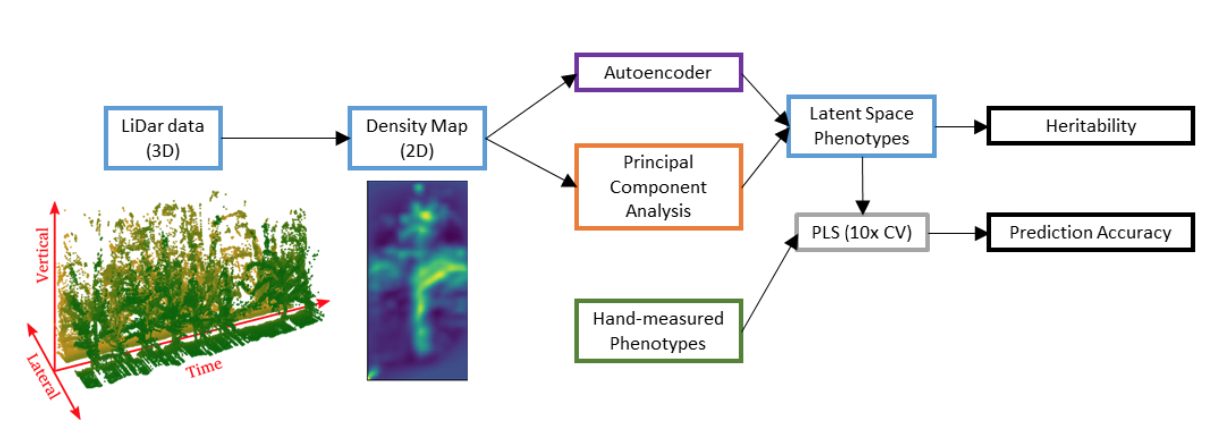 Autoencoder
LiDar data
(3D)
Density Map
(2D)
Latent Space
Phenotypes
Heritability
Principal
Component
Analysis
PLS (10x CV)
Prediction Accuracy
Hand-measured
Phenotypes
Vertical
Lateral
Time